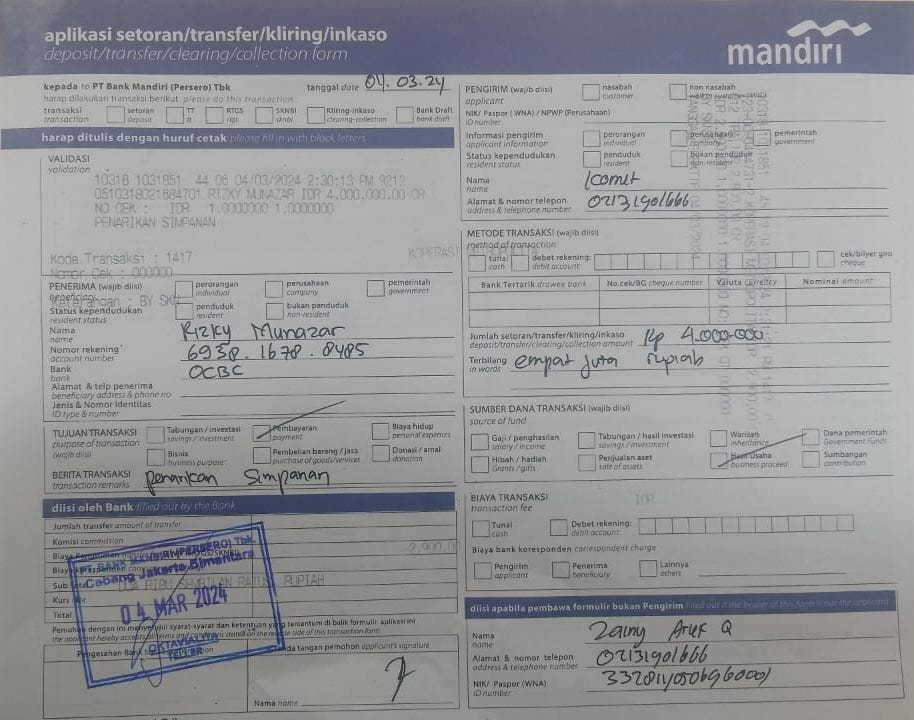 aplikasi setoran/transfer/kliring/inkaso
deposit/transfer/clearing/collection form
mandiri
kepada to PT Bank Mandiri (Persero) Tbk
tanggal date 04.03.24
harap dilakukan transaksi berikut please do this transaction:
transaksi transaction
setoran deposit
TT tt
RTGS rtgs
SKNBI sknbi
Kliring-inkaso clearing-collection
Bank Draft bank draft
harap ditulis dengan huruf cetak please fill in with block letters
VALIDASI
validation
10318 1031851 44 06 04/03/2024 2:30:13 PM 9213
0510318021684701 RIZKY MUNAZAR IDR 4.000.000.00 CR
NO CEK : IDR 1.0000000 1.0000000
PENARIKAN SIMPANAN
Kode Transaksi : 1417
Nomor Cek : 000000
Keterangan : BY SKN
PENERIMA (wajib diisi)
beneficiary
perorangan individual
perusahaan company
pemerintah government
Status kependudukan
resident status
penduduk resident
bukan penduduk non-resident
Nama Rizky Munazar
name
Nomor rekening 6938.1678.8485
account number
Bank OCBC
bank
Alamat & telp penerima
beneficiary address & phone no
Jenis & Nomor Identitas
ID type & number
TUJUAN TRANSAKSI
purpose of transaction
(wajib diisi)
Tabungan / investasi savings / investment
Pembayaran payment
Biaya hidup personal expenses
Bisnis business purpose
Pembelian barang / jasa purchase of goods/services
Donasi / amal donation
BERITA TRANSAKSI penarikan Simpanan
transaction remarks
diisi oleh Bank filled out by the Bank
Jumlah transfer amount of transfer
Komisi commission
2,900.00
RIBU SEMBILAN RATUS RUPIAH
Total
Pemohon dengan ini menyetujui syarat-syarat dan ketentuan yang tercantum di balik formulir aplikasi ini.
the applicant hereby accepts all terms and conditions stated on the reverse side of this transaction form
Pengesahan Bank
Tanda tangan pemohon applicant's signature
PT. BANK MANDIRI (PERSERO) Tbk.
Cabang Jakarta Bimantara
04 MAR 2024
OKTAVIANTI
TELLER
Nama name
PENGIRIM (wajib diisi)
applicant
nasabah customer
non nasabah
NIK/ Paspor (WNA) / NPWP (Perusahaan)
ID number
Informasi pengirim
applicant information
perorangan individual
perusahaan company
pemerintah government
Status kependudukan
resident status
penduduk resident
bukan penduduk non-resident
Nama Icomet
name
Alamat & nomor telepon 02131901666
address & telephone number
METODE TRANSAKSI (wajib diisi)
method of transaction
tunai cash
debet rekening: debit account:
cek/bilyet giro cheque
Bank Tertarik drawee bank
No.cek/BG cheque number
Valuta currency
Nominal amount
Jumlah setoran/transfer/kliring/inkaso Rp 4.000.000
deposit/transfer/clearing/collection amount
Terbilang empat juta rupiah
in words
SUMBER DANA TRANSAKSI (wajib diisi)
source of fund
Gaji / penghasilan salary / income
Tabungan / hasil investasi savings / investment
Warisan inheritance
Dana pemerintah Government Funds
Hibah / hadiah Grants / gifts
Penjualan aset sale of assets
Hasil Usaha business proceed
Sumbangan contribution
BIAYA TRANSAKSI
transaction fee
IDR
Tunai cash
Debet rekening: debit account:
Biaya bank koresponden correspondent charge
Pengirim applicant
Penerima beneficiary
Lainnya others
diisi apabila pembawa formulir bukan Pengirim filled out if the bearer of this form is not the applicant
Nama Zainy Arief Q
name
Alamat & nomor telepon 02131901666
address & telephone number
NIK/ Paspor (WNA) 3328110506960001
ID number